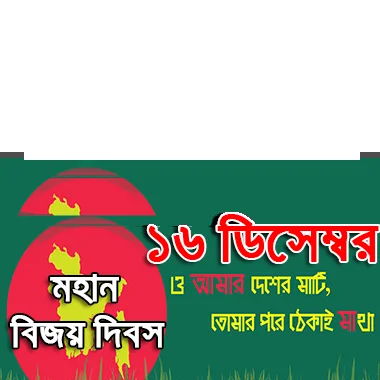 ১৬ ডিসেম্বর
মহান
বিজয় দিবস
ও আমার দেশের মাটি,
তোমার পরে ঠেকাই মাথা